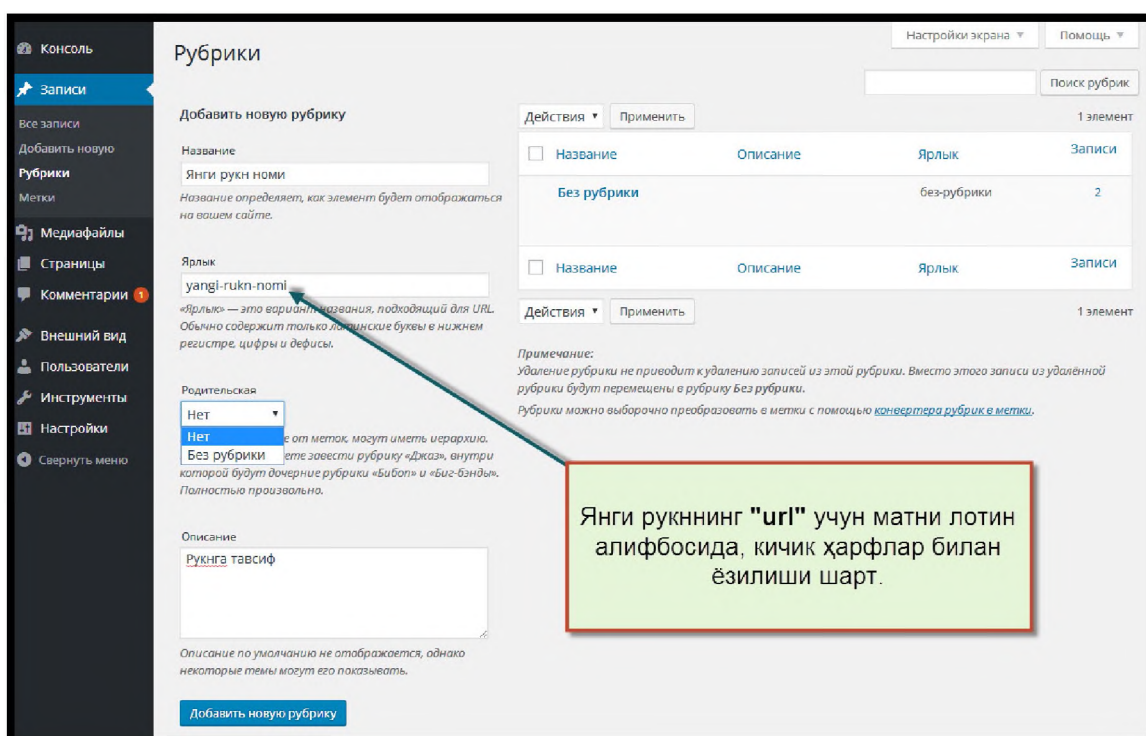 Консоль
Записи
Все записи
Добавить новую
Рубрики
Метки
Медиафайлы
Страницы
Комментарии 1
Внешний вид
Пользователи
Инструменты
Настройки
Свернуть меню
Настройки экрана
Помощь
Рубрики
Поиск рубрик
Добавить новую рубрику
Название
Янги рукн номи
Название определяет, как элемент будет отображаться
на вашем сайте.
Ярлык
yangi-rukn-nomi
«Ярлык» — это вариант названия, подходящий для URL.
Обычно содержит только латинские буквы в нижнем
регистре, цифры и дефисы.
Родительская
Нет
Нет
Без рубрики
е от меток, могут иметь иерархию.
ете завести рубрику «Джаз», внутри
которой будут дочерние рубрики «Бибоп» и «Биг-бэнды».
Полностью произвольно.
Описание
Рукнга тавсиф
Описание по умолчанию не отображается, однако
некоторые темы могут его показывать.
Добавить новую рубрику
Действия Применить 1 элемент
Название Описание Ярлык Записи
Без рубрики без-рубрики 2
Название Описание Ярлык Записи
Действия Применить 1 элемент
Примечание:
Удаление рубрики не приводит к удалению записей из этой рубрики. Вместо этого записи из удалённой
рубрики будут перемещены в рубрику Без рубрики.
Рубрики можно выборочно преобразовать в метки с помощью конвертера рубрик в метки.
Янги рукннинг "url" учун матни лотин
алифбосида, кичик ҳарфлар билан
ёзилиши шарт.